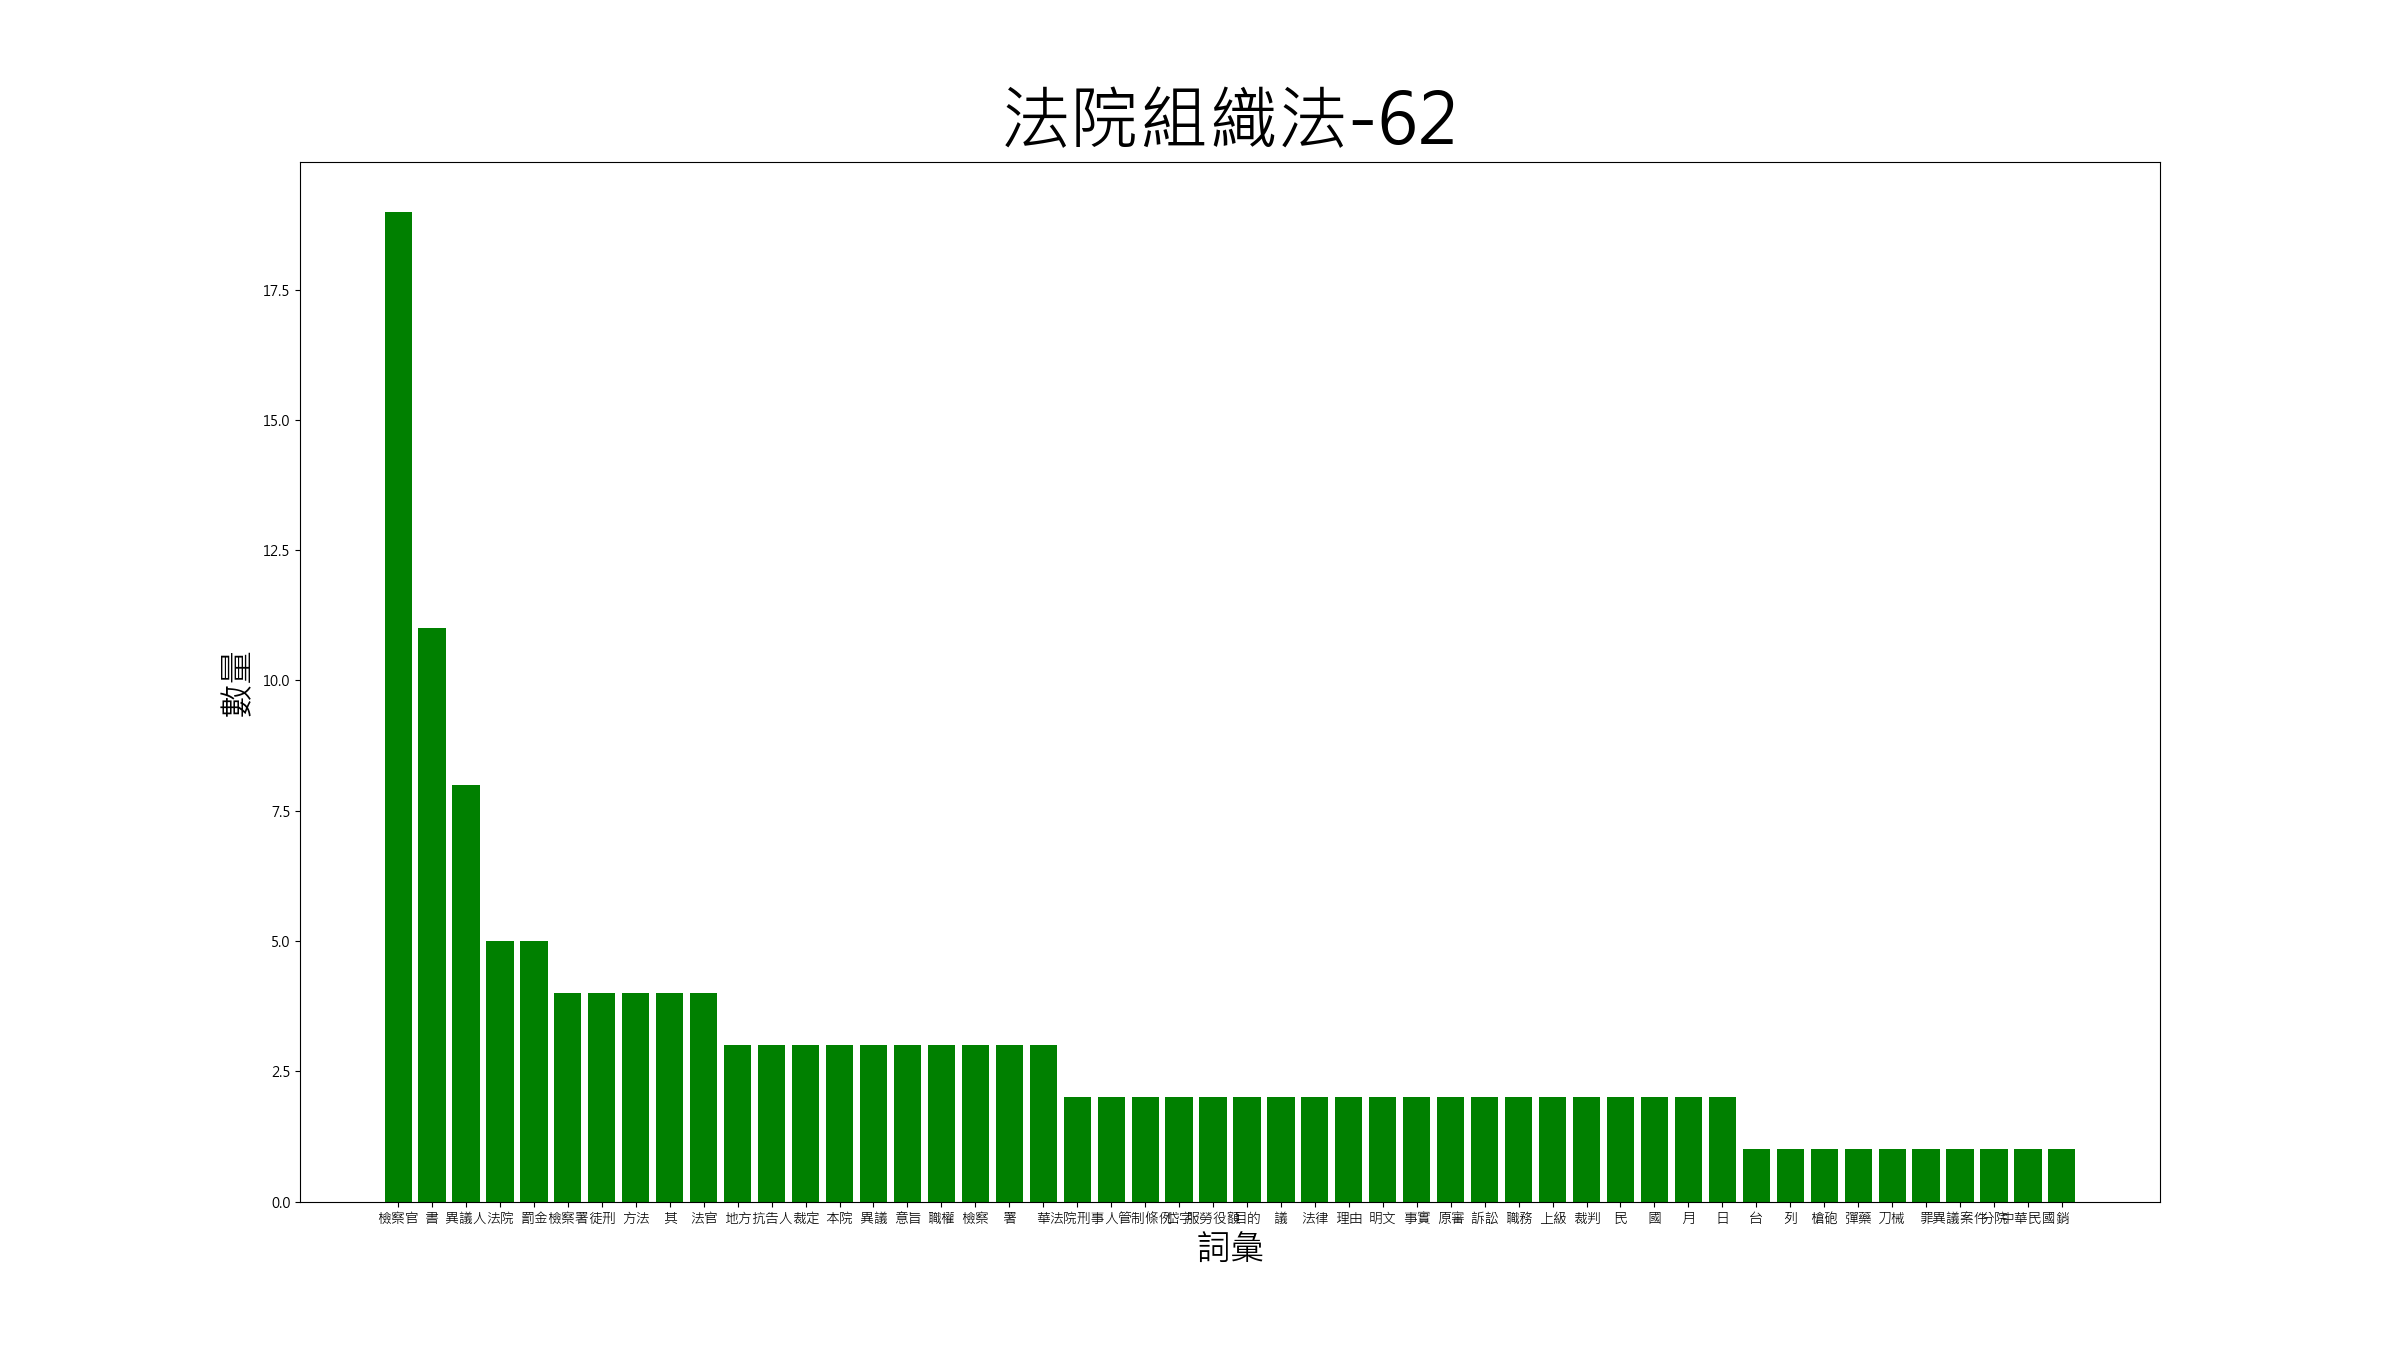 法院組織法-62
數量
17.5
15.0
12.5
10.0
7.5
5.0
2.5
0.0
檢察官 書 異議人 法院 罰金 檢察署 徒刑 方法 其 法官 地方 抗告人 裁定 本院 異議 意旨 職權 檢察 署 華 法院刑事 人 管制條例 服勞役額 目的 議 法律 理由 明文 事實 原審 訴訟 職務 上級 裁判 民 國 月 日 台 列 槍砲 彈藥 刀械 罪 異議案件 分院 中華民國 銷
詞彙